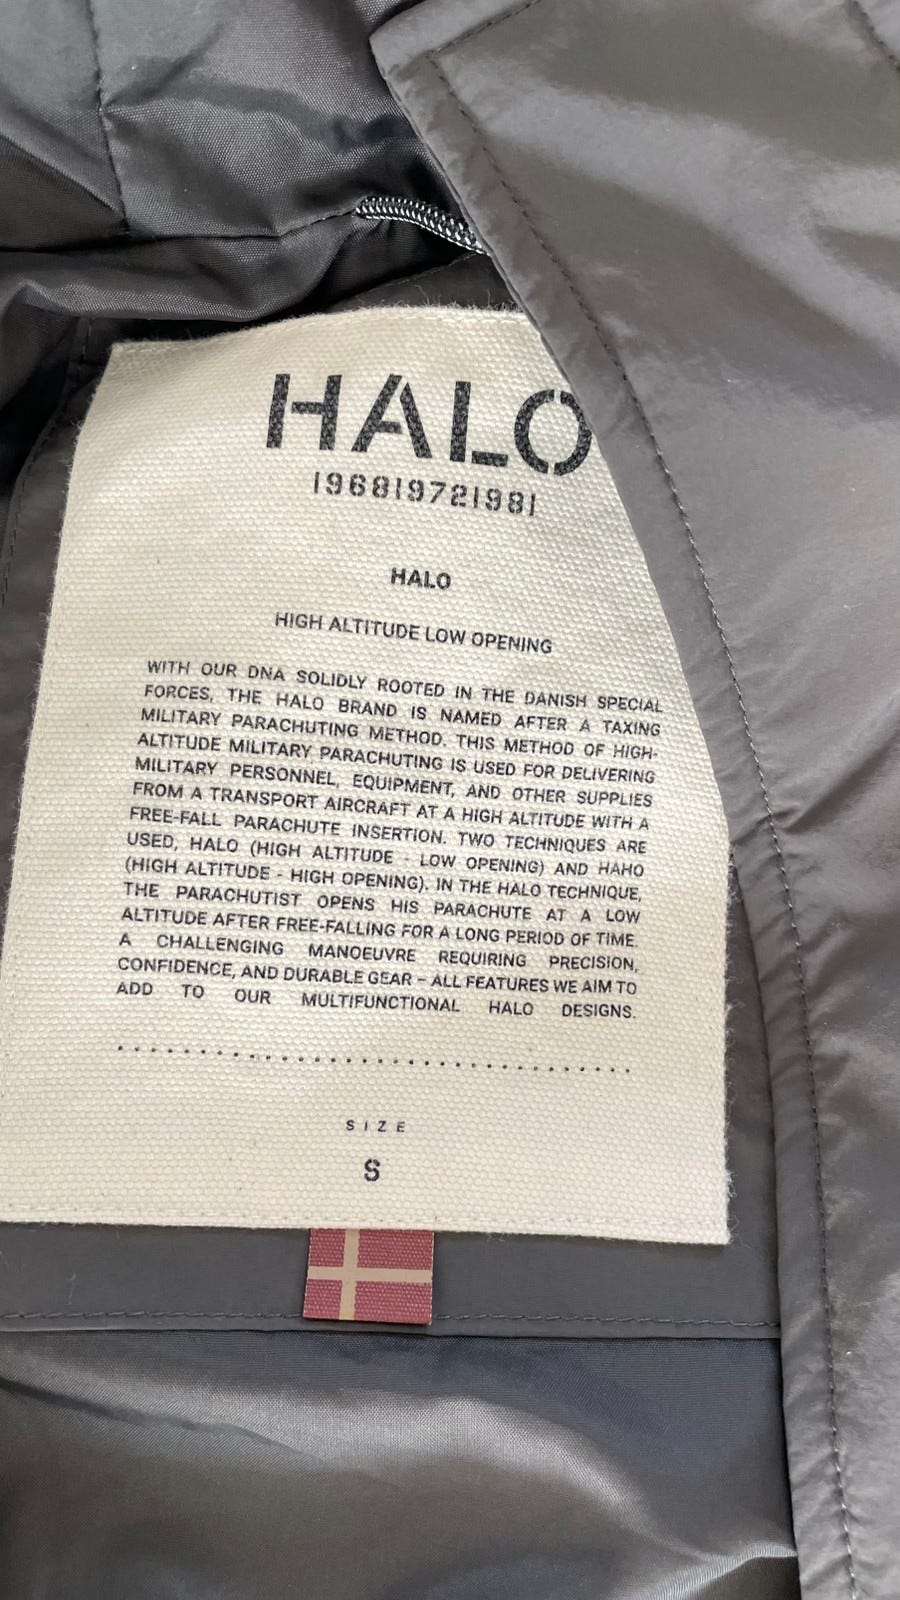 HALO
196819721981
HALO
HIGH ALTITUDE LOW OPENING
WITH OUR DNA SOLIDLY ROOTED IN THE DANISH SPECIAL
FORCES, THE HALO BRAND IS NAMED AFTER A TAXING
MILITARY PARACHUTING METHOD. THIS METHOD OF HIGH-
ALTITUDE MILITARY PARACHUTING IS USED FOR DELIVERING
MILITARY PERSONNEL, EQUIPMENT, AND OTHER SUPPLIES
FROM A TRANSPORT AIRCRAFT AT A HIGH ALTITUDE WITH A
FREE-FALL PARACHUTE INSERTION. TWO TECHNIQUES ARE
USED, HALO (HIGH ALTITUDE - LOW OPENING) AND HAHO
(HIGH ALTITUDE - HIGH OPENING). IN THE HALO TECHNIQUE,
THE PARACHUTIST OPENS HIS PARACHUTE AT A LOW
ALTITUDE AFTER FREE-FALLING FOR A LONG PERIOD OF TIME.
A CHALLENGING MANOEUVRE REQUIRING PRECISION,
CONFIDENCE, AND DURABLE GEAR – ALL FEATURES WE AIM TO
ADD TO OUR MULTIFUNCTIONAL HALO DESIGNS.
SIZE
S